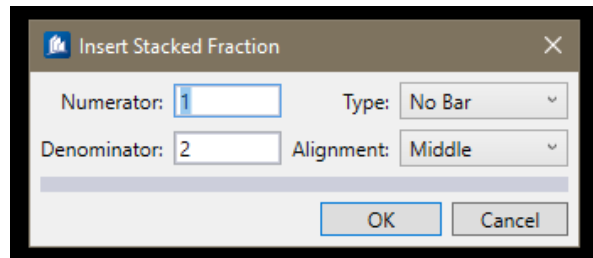 Insert Stacked Fraction
Numerator: 1 Type: No Bar
Denominator: 2 Alignment: Middle
OK Cancel